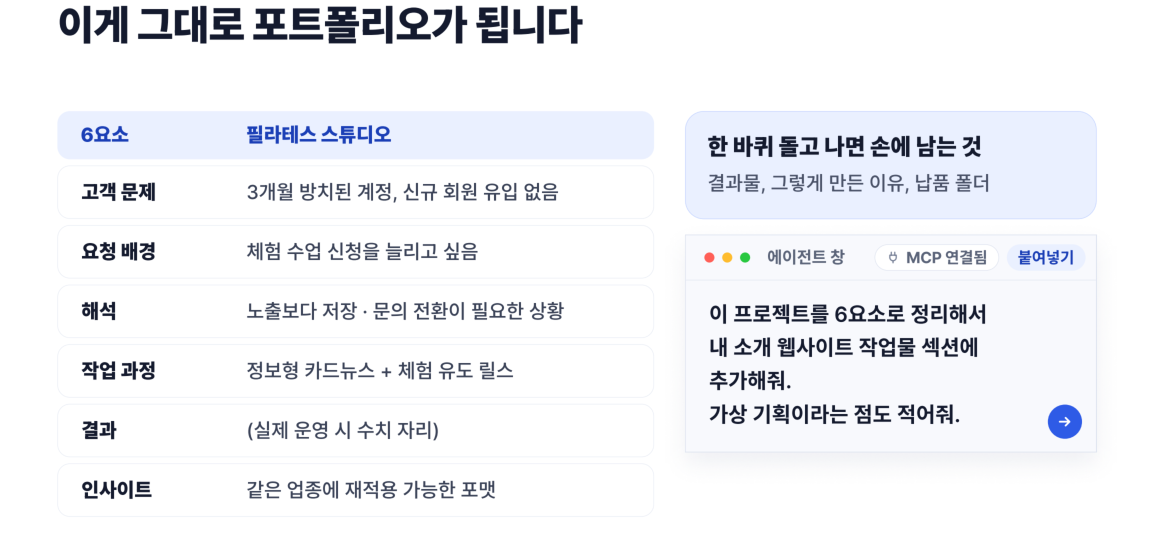 이게 그대로 포트폴리오가 됩니다
6요소 필라테스 스튜디오
고객 문제 3개월 방치된 계정, 신규 회원 유입 없음
요청 배경 체험 수업 신청을 늘리고 싶음
해석 노출보다 저장 · 문의 전환이 필요한 상황
작업 과정 정보형 카드뉴스 + 체험 유도 릴스
결과 (실제 운영 시 수치 자리)
인사이트 같은 업종에 재적용 가능한 포맷
한 바퀴 돌고 나면 손에 남는 것
결과물, 그렇게 만든 이유, 납품 폴더
에이전트 창 MCP 연결됨 붙여넣기
이 프로젝트를 6요소로 정리해서
내 소개 웹사이트 작업물 섹션에
추가해줘.
가상 기획이라는 점도 적어줘.